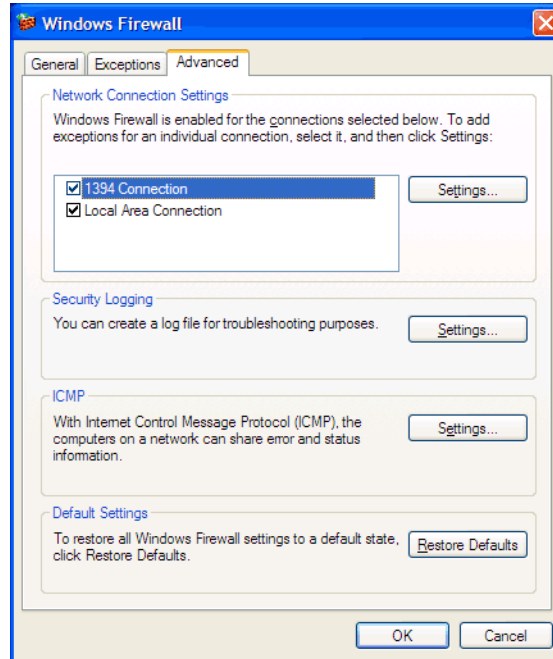 Windows Firewall
General Exceptions Advanced
Network Connection Settings
Windows Firewall is enabled for the connections selected below. To add
exceptions for an individual connection, select it, and then click Settings:
1394 Connection
Settings...
Local Area Connection
Security Logging
You can create a log file for troubleshooting purposes.
Settings...
ICMP
With Internet Control Message Protocol (ICMP), the
computers on a network can share error and status
information.
Settings...
Default Settings
To restore all Windows Firewall settings to a default state,
click Restore Defaults.
Restore Defaults
OK Cancel